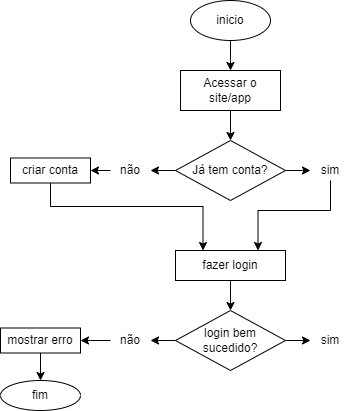 inicio
Acessar o
site/app
Já tem conta?
não
sim
criar conta
fazer login
login bem
sucedido?
não
sim
mostrar erro
fim